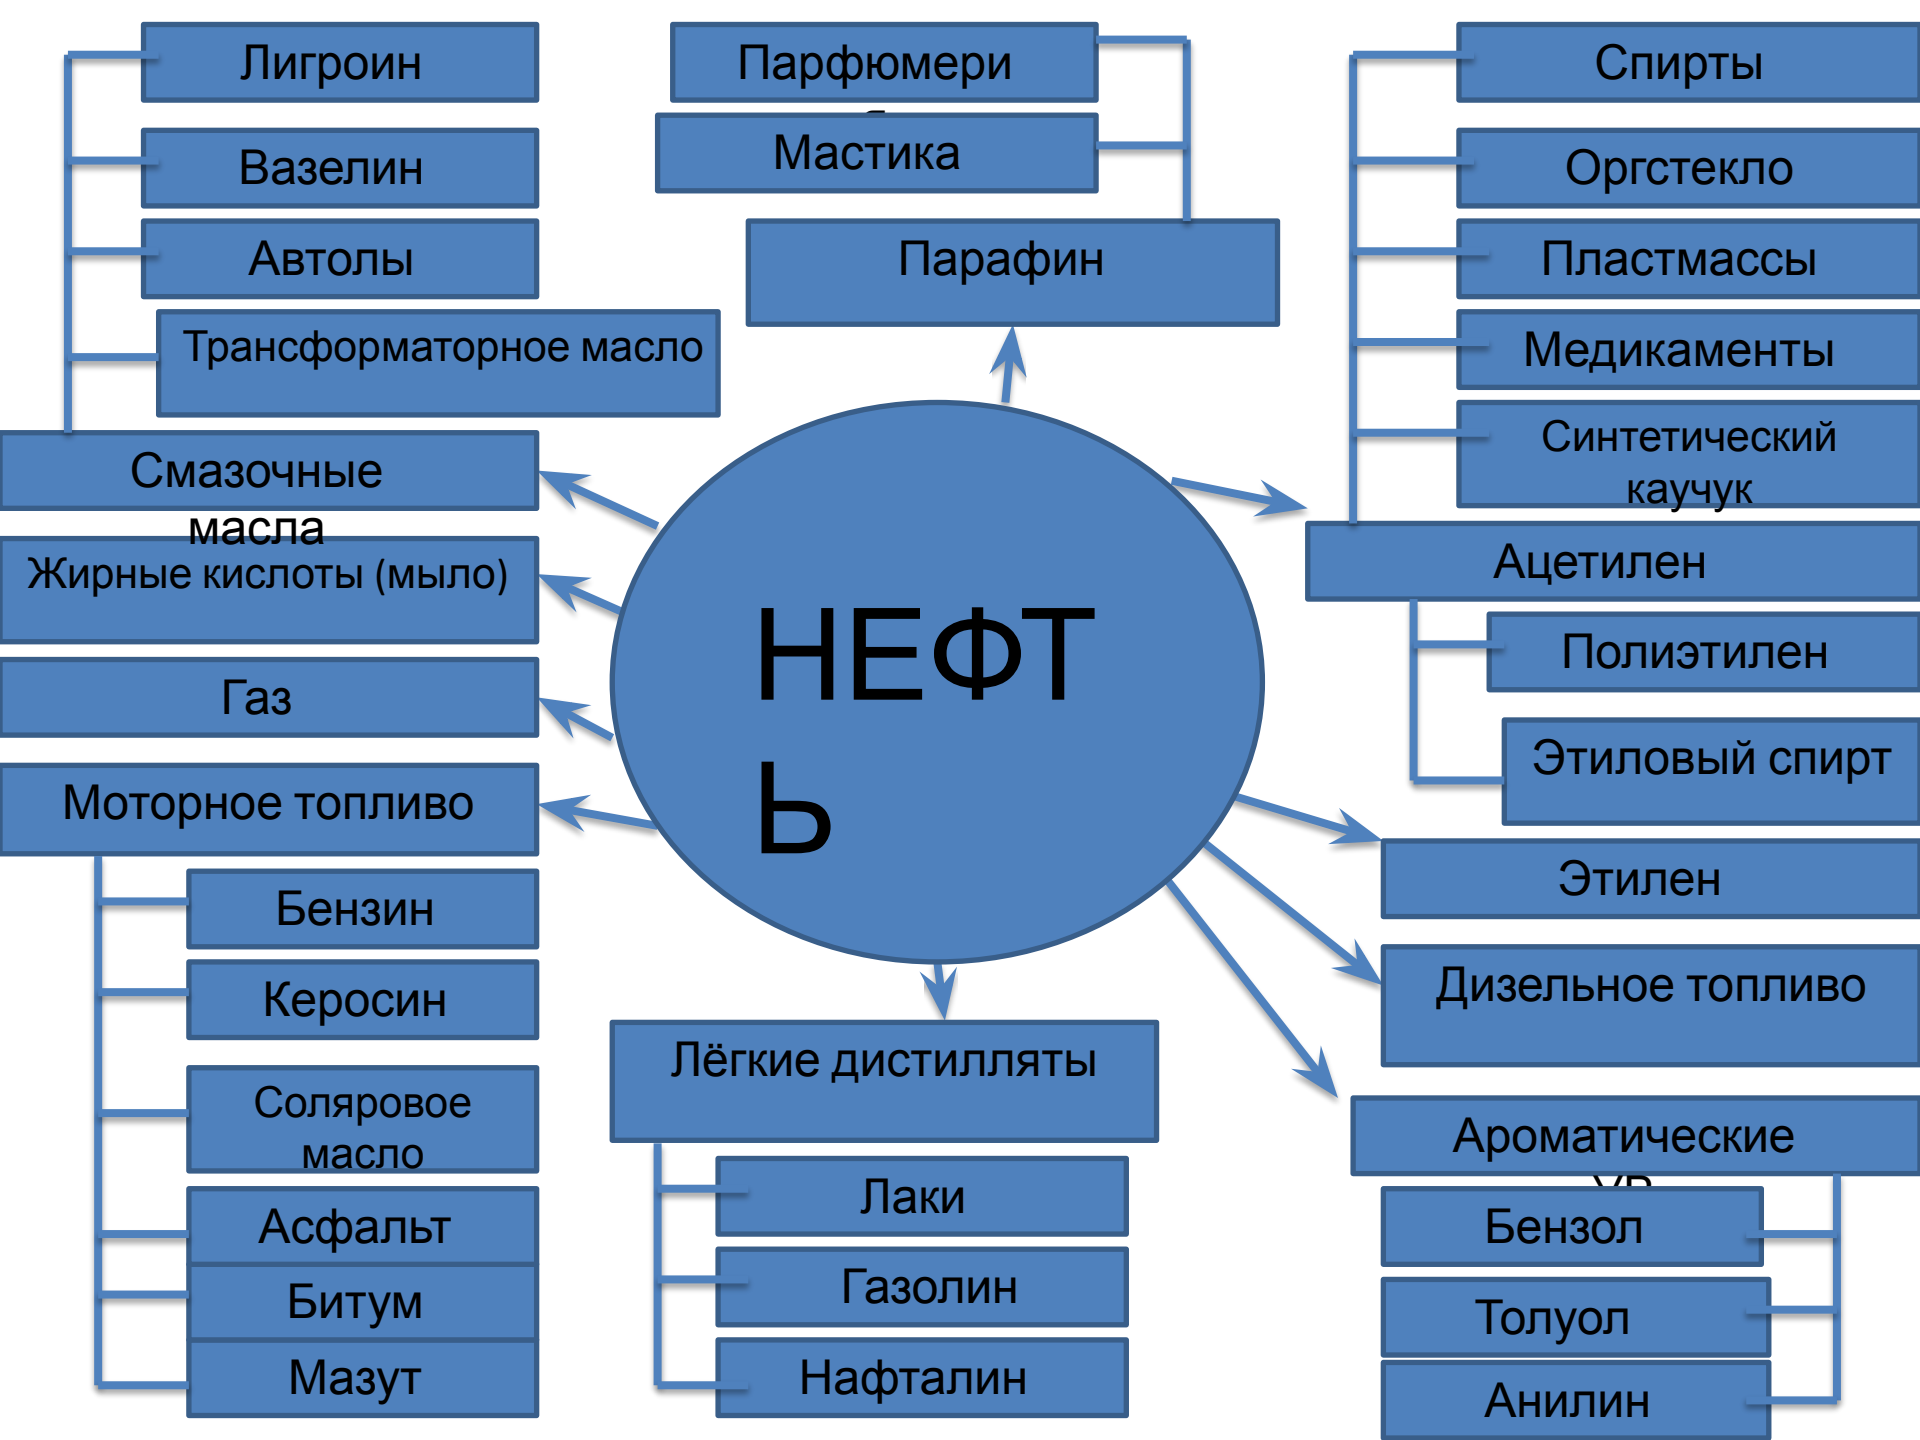 Лигроин
Вазелин
Автолы
Трансформаторное масло
Смазочные
масла
Жирные кислоты (мыло)
Газ
Моторное топливо
Бензин
Керосин
Соляровое
масло
Асфальт
Битум
Мазут
Парфюмери
Мастика
Парафин
НЕФТ
Ь
Лёгкие дистилляты
Лаки
Газолин
Нафталин
Спирты
Оргстекло
Пластмассы
Медикаменты
Синтетический
каучук
Ацетилен
Полиэтилен
Этиловый спирт
Этилен
Дизельное топливо
Ароматические
УВ
Бензол
Толуол
Анилин